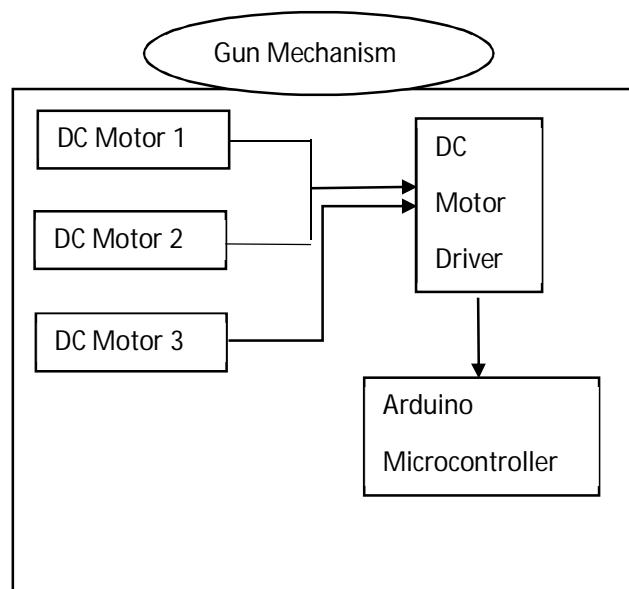 Gun Mechanism
DC Motor 1
DC Motor 2
DC Motor 3
DC
Motor
Driver
Arduino
Microcontroller